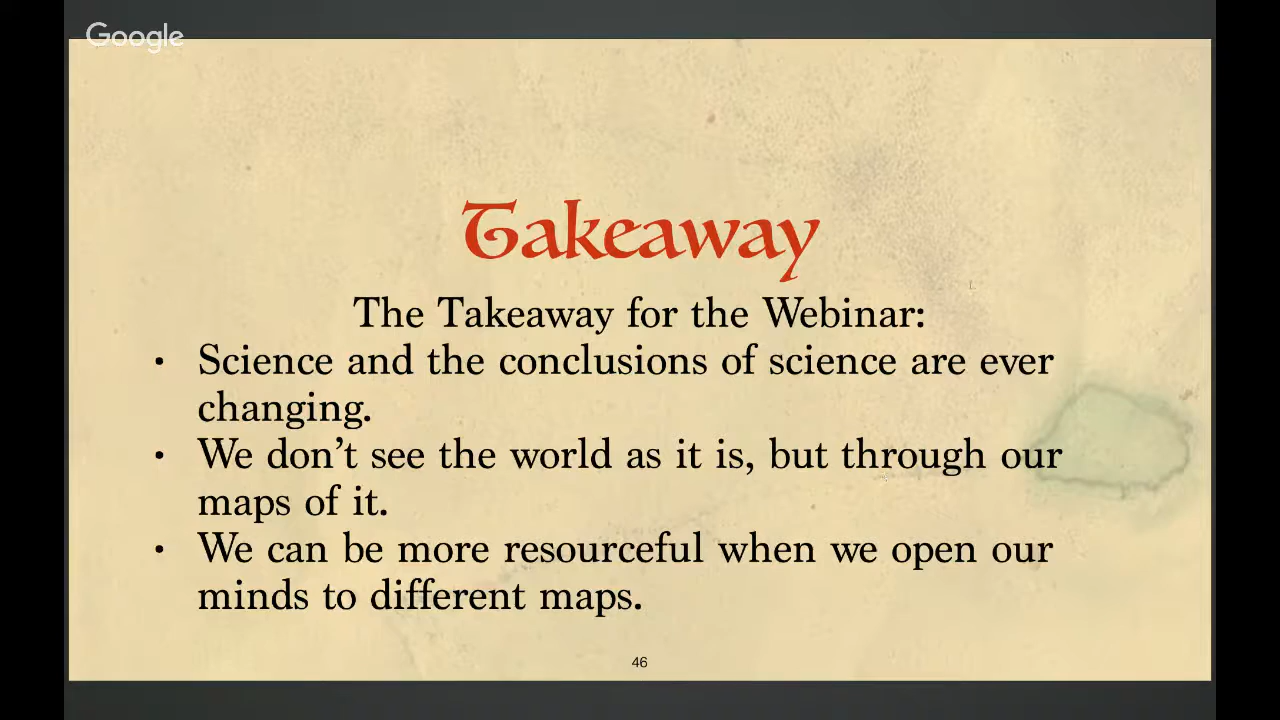 Google
Takeaway
The Takeaway for the Webinar:
• Science and the conclusions of science are ever
changing.
• We don’t see the world as it is, but through our
maps of it.
• We can be more resourceful when we open our
minds to different maps.
46